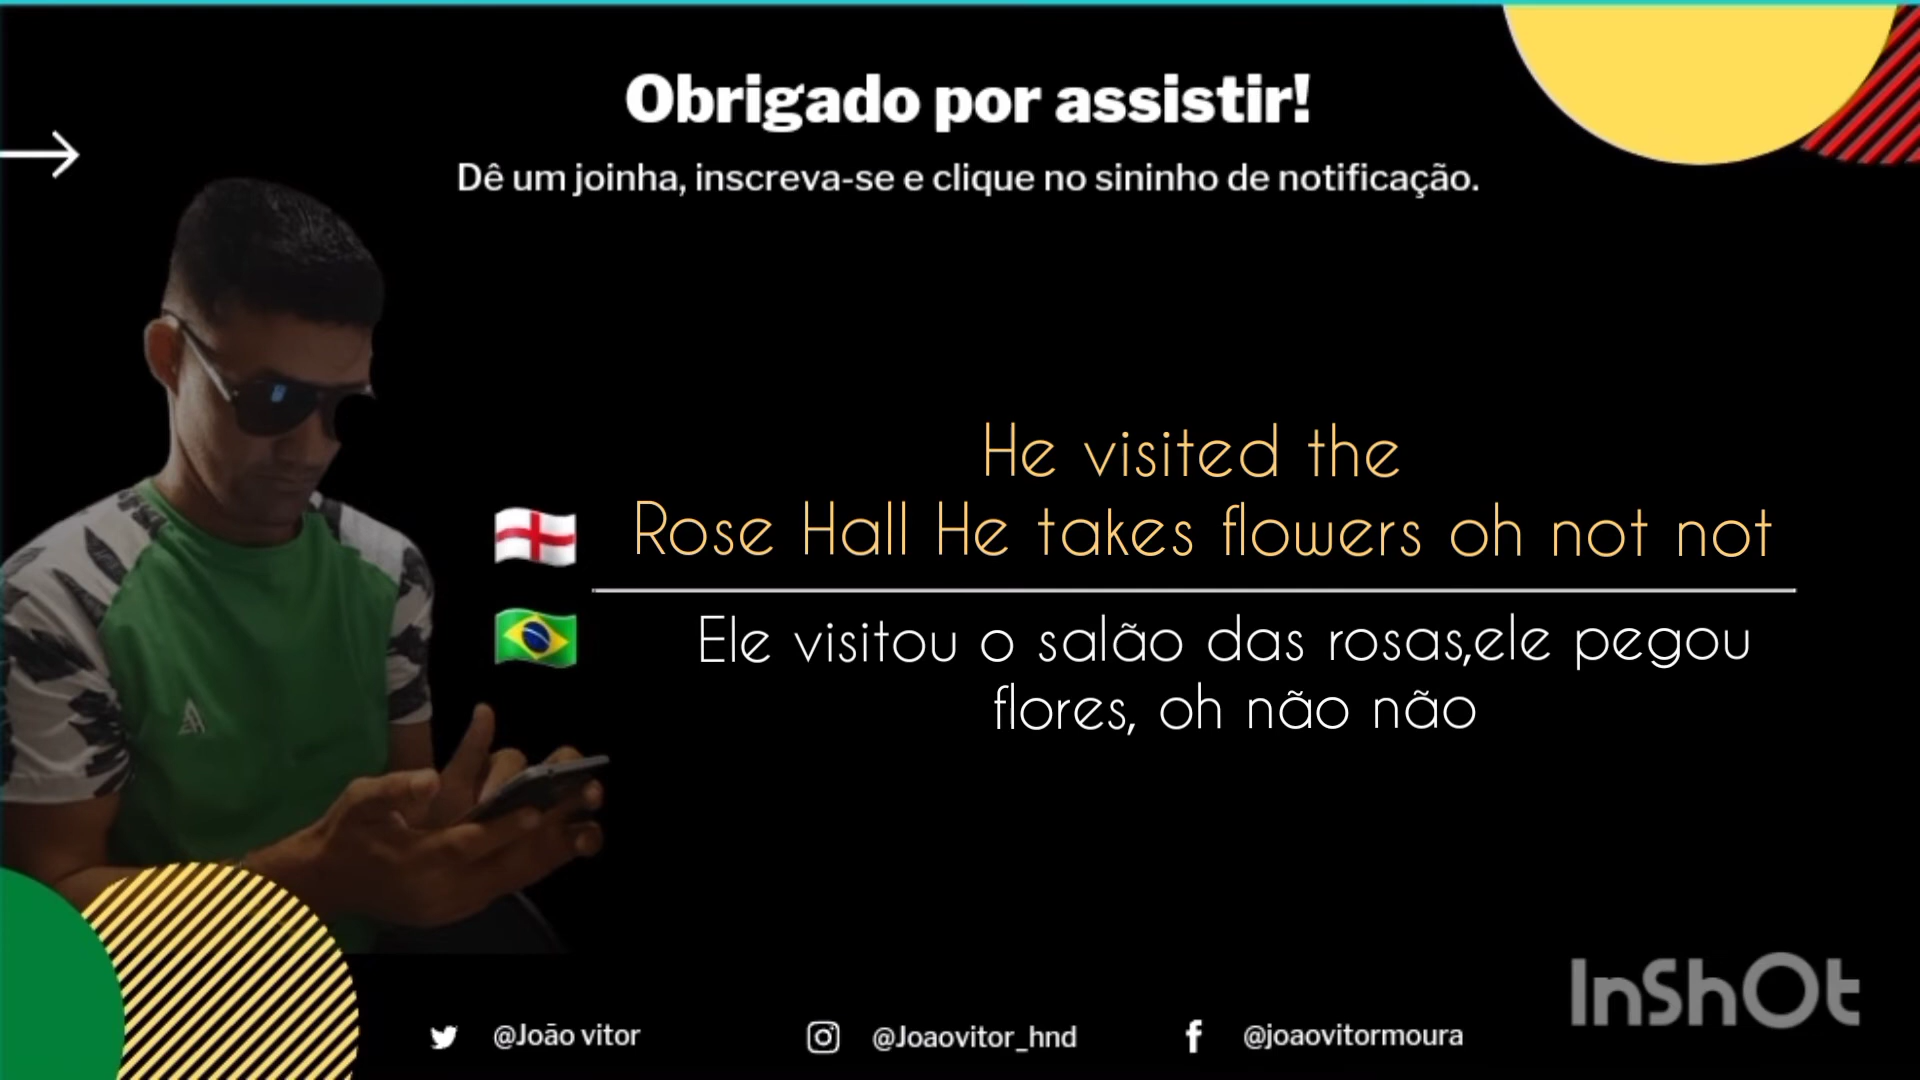 Obrigado por assistir!
Dê um joinha, inscreva-se e clique no sininho de notificação.
He visited the
Rose Hall He takes flowers oh not not
Ele visitou o salão das rosas,ele pegou
flores, oh não não
InShOt
@João vitor @Joaovitor_hnd @joaovitormoura